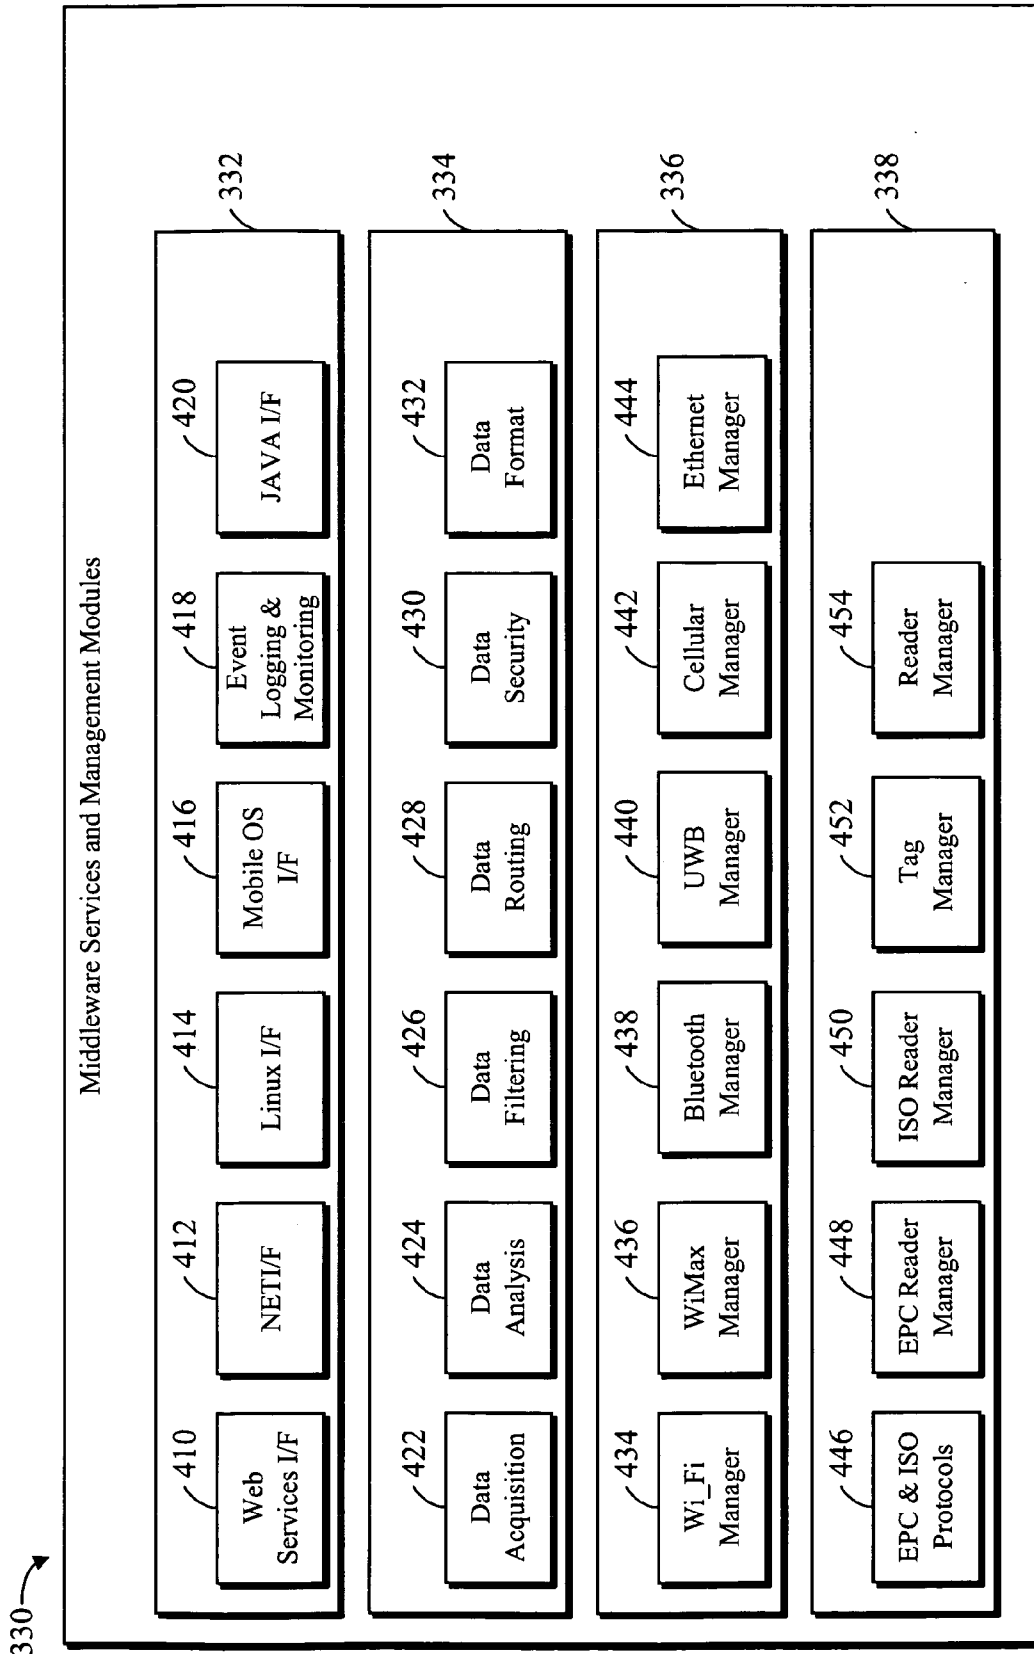 330
Middleware Services and Management Modules
332
410
Web
Services I/F
412
NETI/F
414
Linux I/F
416
Mobile OS
I/F
418
Event
Logging &
Monitoring
420
JAVA I/F
334
422
Data
Acquisition
424
Data
Analysis
426
Data
Filtering
428
Data
Routing
430
Data
Security
432
Data
Format
336
434
Wi_Fi
Manager
436
WiMax
Manager
438
Bluetooth
Manager
440
UWB
Manager
442
Cellular
Manager
444
Ethernet
Manager
338
446
EPC & ISO
Protocols
448
EPC Reader
Manager
450
ISO Reader
Manager
452
Tag
Manager
454
Reader
Manager